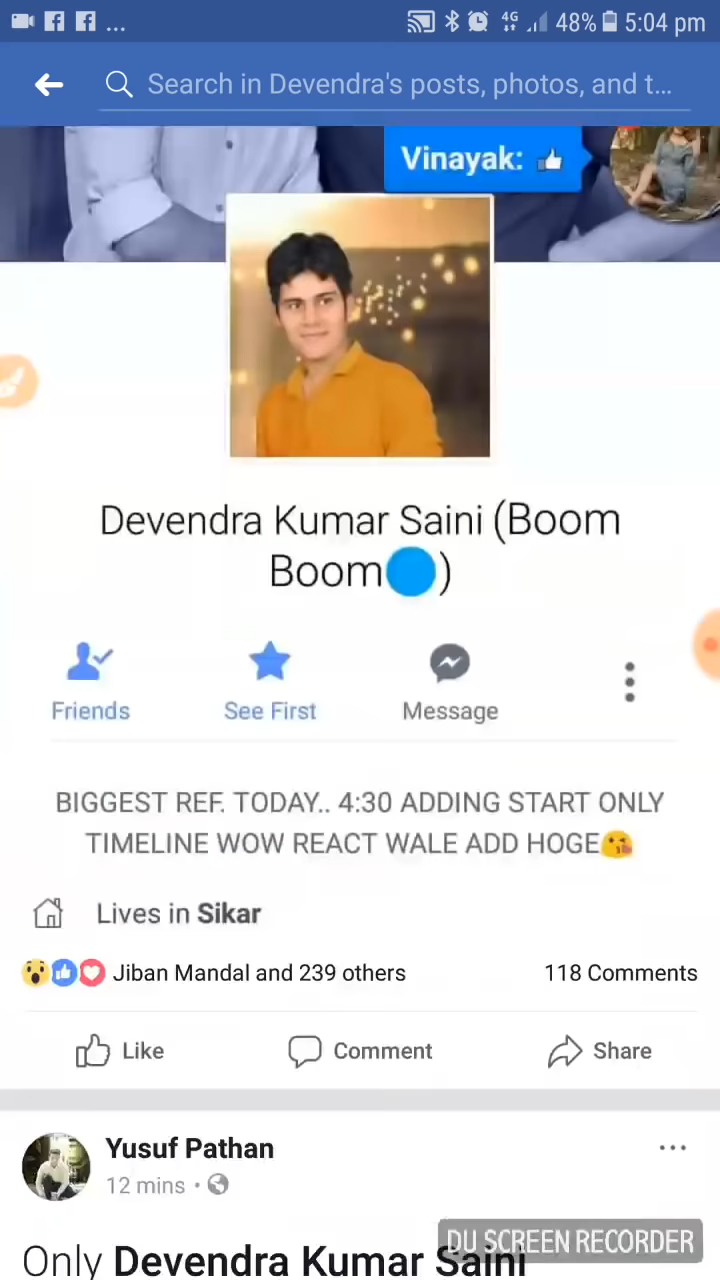 4G 48% 5:04 pm
Search in Devendra's posts, photos, and t...
Vinayak:
Devendra Kumar Saini (Boom
Boom🔵)
Friends
See First
Message
BIGGEST REF. TODAY.. 4:30 ADDING START ONLY
TIMELINE WOW REACT WALE ADD HOGE😘
Lives in Sikar
Jiban Mandal and 239 others
118 Comments
Like
Comment
Share
Yusuf Pathan
12 mins
Only Devendra Kumar Saini
DU SCREEN RECORDER